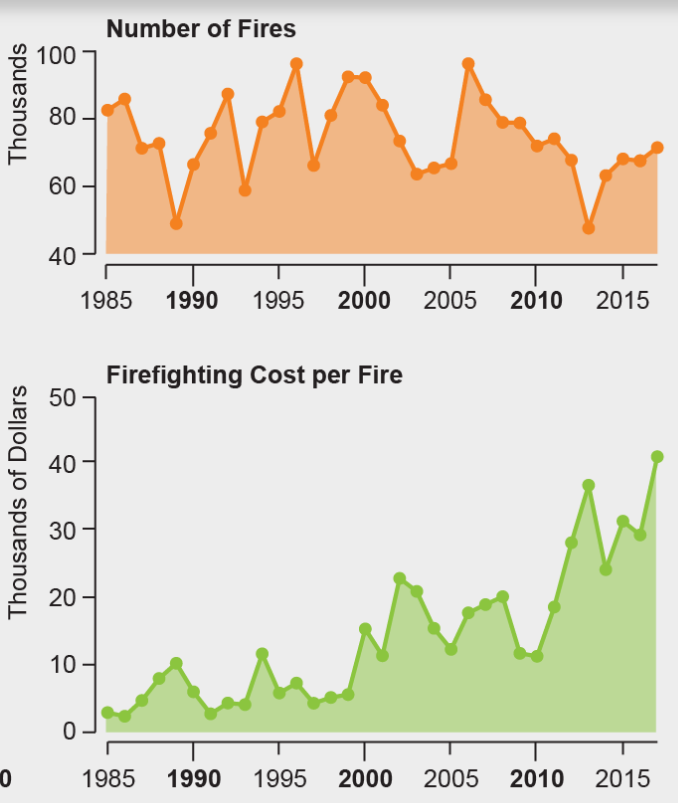 Number of Fires
Thousands
100
80
60
40
1985 1990 1995 2000 2005 2010 2015
Firefighting Cost per Fire
Thousands of Dollars
50
40
30
20
10
0
0 1985 1990 1995 2000 2005 2010 2015